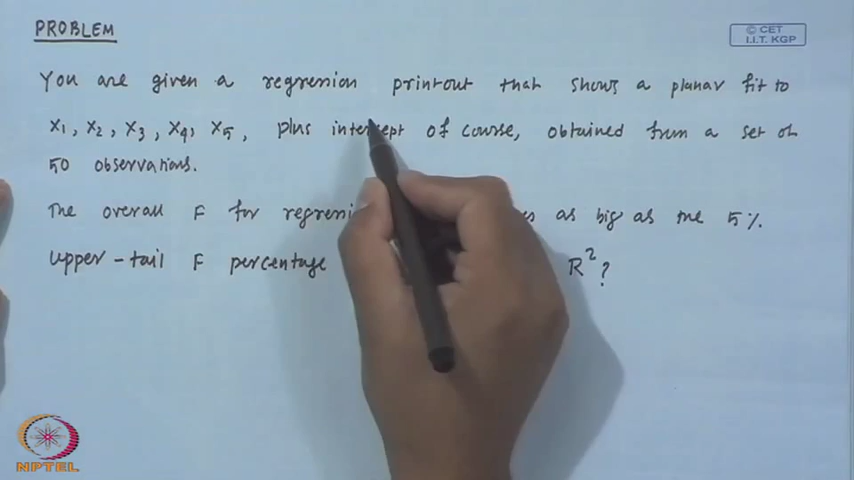 PROBLEM
© CET
I.I.T. KGP
You are given a regression printout that shows a planar fit to
X1, X2, X3, X4, X5, plus intercept of course, obtained from a set of
50 observations.
The overall F for as big as the 5%.
Upper-tail F percentage R²?
NPTEL